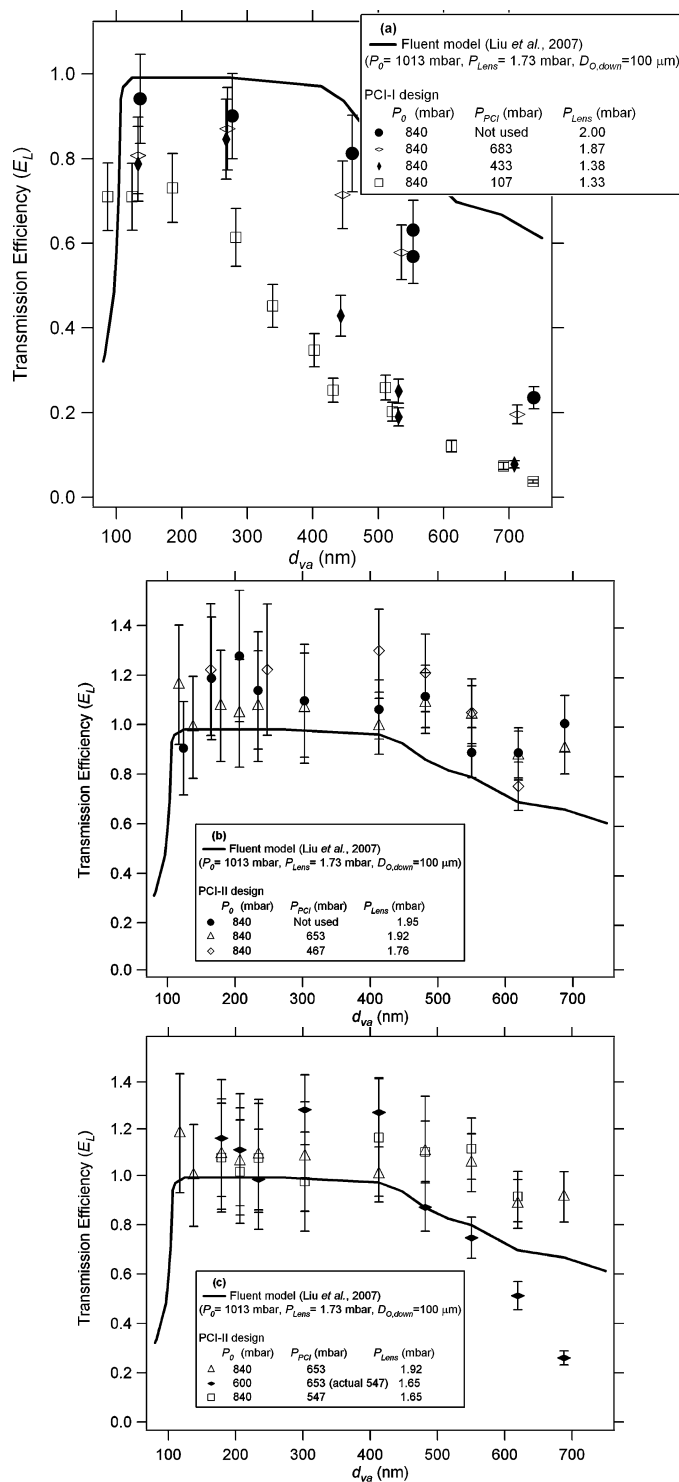 (a)
Fluent model (Liu et al., 2007)
(P0= 1013 mbar, PLens= 1.73 mbar, DO,down=100 μm)
PCI-I design
P0 (mbar) PPCI (mbar) PLens (mbar)
840 Not used 2.00
840 683 1.87
840 433 1.38
840 107 1.33
Transmission Efficiency (EL)
1.0
0.8
0.6
0.4
0.2
0.0
100 200 300 400 500 600 700
dva (nm)
(b)
Fluent model (Liu et al., 2007)
(P0= 1013 mbar, PLens= 1.73 mbar, DO,down=100 μm)
PCI-II design
P0 (mbar) PPCI (mbar) PLens (mbar)
840 Not used 1.95
840 653 1.92
840 467 1.76
Transmission Efficiency (EL)
1.4
1.2
1.0
0.8
0.6
0.4
0.2
0.0
100 200 300 400 500 600 700
dva (nm)
(c)
Fluent model (Liu et al., 2007)
(P0= 1013 mbar, PLens= 1.73 mbar, DO,down=100 μm)
PCI-II design
P0 (mbar) PPCI (mbar) PLens (mbar)
840 653 1.92
600 653 (actual 547) 1.65
840 547 1.65
Transmission Efficiency (EL)
1.4
1.2
1.0
0.8
0.6
0.4
0.2
0.0
100 200 300 400 500 600 700
dva (nm)